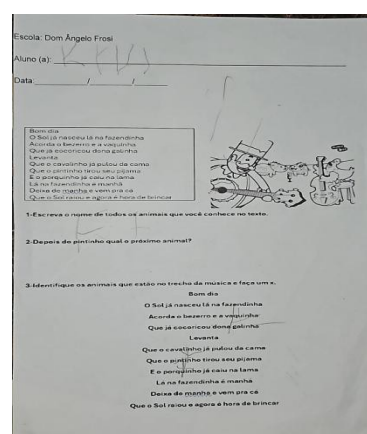 Escola: Dom Ângelo Frosi
Aluno (a):
Data: / /
Bom dia
O Sol já nasceu lá na fazendinha
Acorda o bezerro e a vaquinha
Que já cocoricou dona galinha
Levanta
Que o cavalinho já pulou da cama
Que o pintinho tirou seu pijama
E o porquinho já caiu na lama
Lá na fazendinha é manhã
Deixa de manha e vem pra cá
Que o Sol raiou e agora é hora de brincar
1-Escreva o nome de todos os animais que você conhece no texto.
2-Depois de pintinho qual o próximo animal?
3-Identifique os animais que estão no trecho da música e faça um x.
Bom dia
O Sol já nasceu lá na fazendinha
Acorda o bezerro e a vaquinha
Que já cocoricou dona galinha
Levanta
Que o cavalinho já pulou da cama
Que o pintinho tirou seu pijama
E o porquinho já caiu na lama
Lá na fazendinha é manhã
Deixa de manha e vem pra cá
Que o Sol raiou e agora é hora de brincar